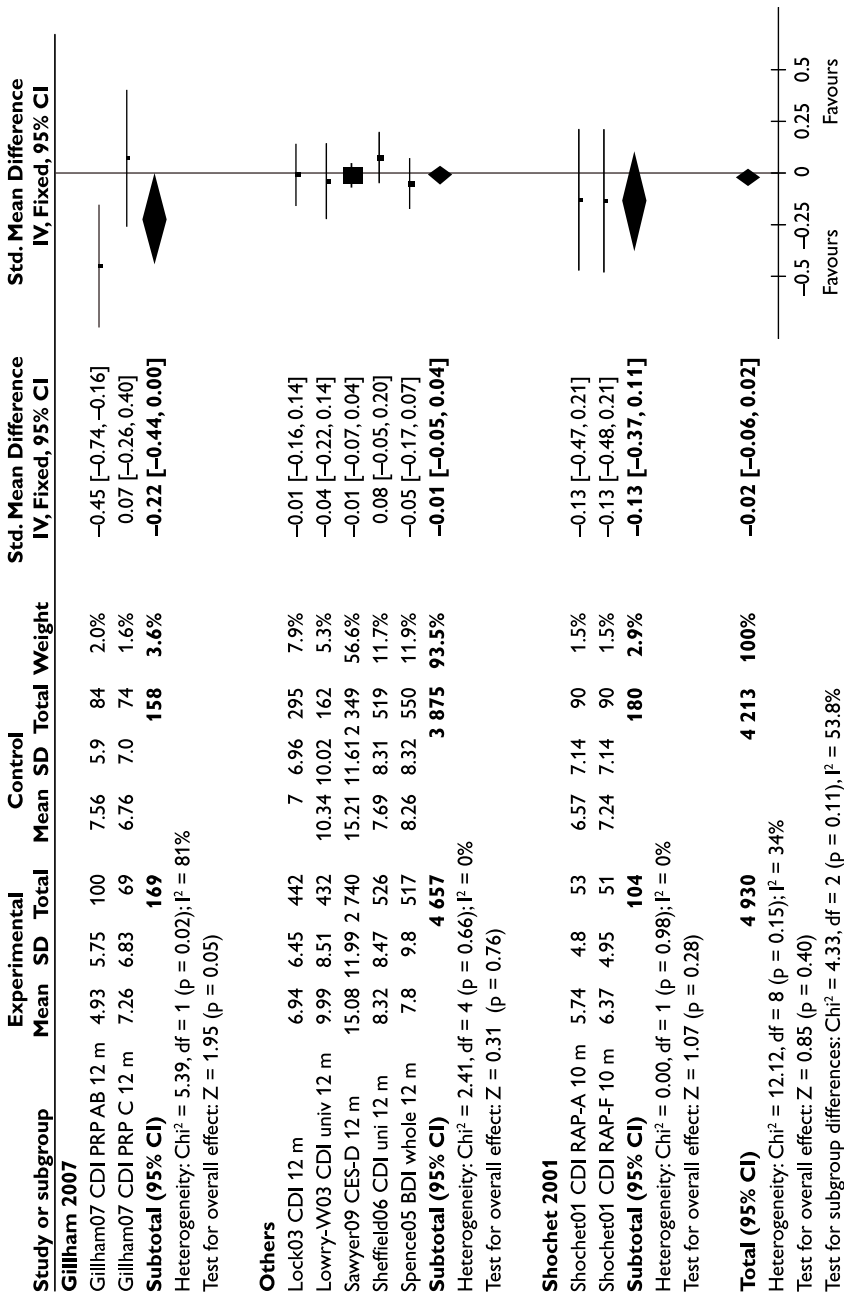 Experimental Control Std. Mean Difference Std. Mean Difference
Study or subgroup Mean SD Total Mean SD Total Weight IV, Fixed, 95% CI IV, Fixed, 95% CI
Gillham 2007
Gillham07 CDI PRP AB 12 m 4.93 5.75 100 7.56 5.9 84 2.0% −0.45 [−0.74, −0.16]
Gillham07 CDI PRP C 12 m 7.26 6.83 69 6.76 7.0 74 1.6% 0.07 [−0.26, 0.40]
Subtotal (95% CI) 169 158 3.6% −0.22 [−0.44, 0.00]
Heterogeneity: Chi² = 5.39, df = 1 (p = 0.02); I² = 81%
Test for overall effect: Z = 1.95 (p = 0.05)
Others
Lock03 CDI 12 m 6.94 6.45 442 7 6.96 295 7.9% −0.01 [−0.16, 0.14]
Lowry-W03 CDI univ 12 m 9.99 8.51 432 10.34 10.02 162 5.3% −0.04 [−0.22, 0.14]
Sawyer09 CES-D 12 m 15.08 11.99 2 740 15.21 11.61 2 349 56.6% −0.01 [−0.07, 0.04]
Sheffield06 CDI uni 12 m 8.32 8.47 526 7.69 8.31 519 11.7% 0.08 [−0.05, 0.20]
Spence05 BDI whole 12 m 7.8 9.8 517 8.26 8.32 550 11.9% −0.05 [−0.17, 0.07]
Subtotal (95% CI) 4 657 3 875 93.5% −0.01 [−0.05, 0.04]
Heterogeneity: Chi² = 2.41, df = 4 (p = 0.66); I² = 0%
Test for overall effect: Z = 0.31 (p = 0.76)
Shochet 2001
Shochet01 CDI RAP-A 10 m 5.74 4.8 53 6.57 7.14 90 1.5% −0.13 [−0.47, 0.21]
Shochet01 CDI RAP-F 10 m 6.37 4.95 51 7.24 7.14 90 1.5% −0.13 [−0.48, 0.21]
Subtotal (95% CI) 104 180 2.9% −0.13 [−0.37, 0.11]
Heterogeneity: Chi² = 0.00, df = 1 (p = 0.98); I² = 0%
Test for overall effect: Z = 1.07 (p = 0.28)
Total (95% CI) 4 930 4 213 100% −0.02 [−0.06, 0.02]
Heterogeneity: Chi² = 12.12, df = 8 (p = 0.15); I² = 34%
Test for overall effect: Z = 0.85 (p = 0.40)
Test for subgroup differences: Chi² = 4.33, df = 2 (p = 0.11), I² = 53.8%
−0.5 −0.25 0 0.25 0.5
Favours Favours